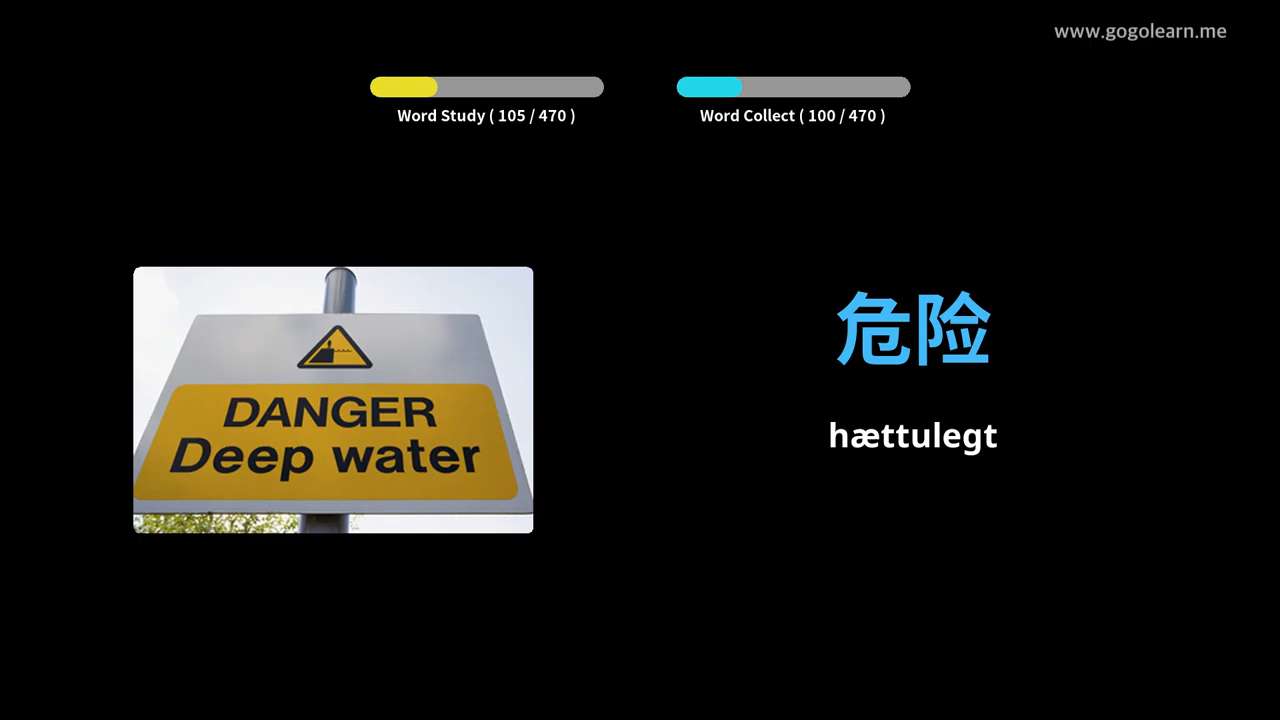 www.gogolearn.me
Word Study ( 105 / 470 )
Word Collect ( 100 / 470 )
DANGER
Deep water
危险
hættulegt